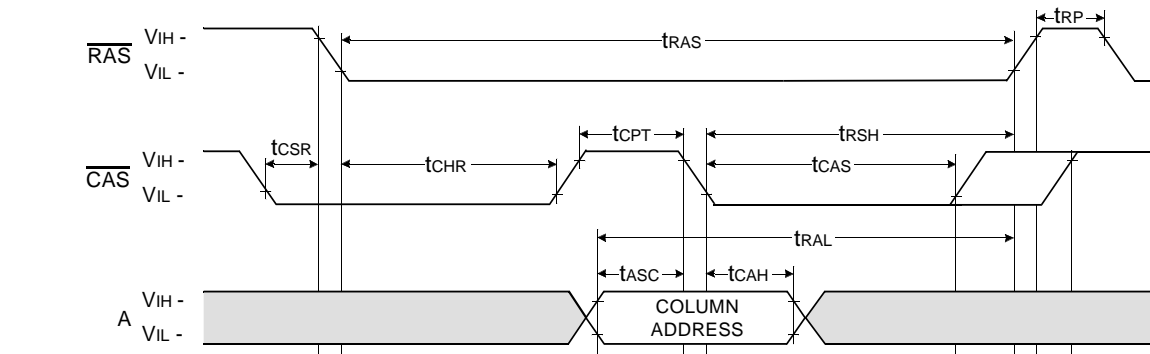 tRP
VIH -
RAS
tRAS
VIL -
tCPT
tRSH
tCSR
VIH -
CAS
tCHR
tCAS
VIL -
tRAL
tASC
tCAH
VIH -
A
COLUMN
ADDRESS
VIL -